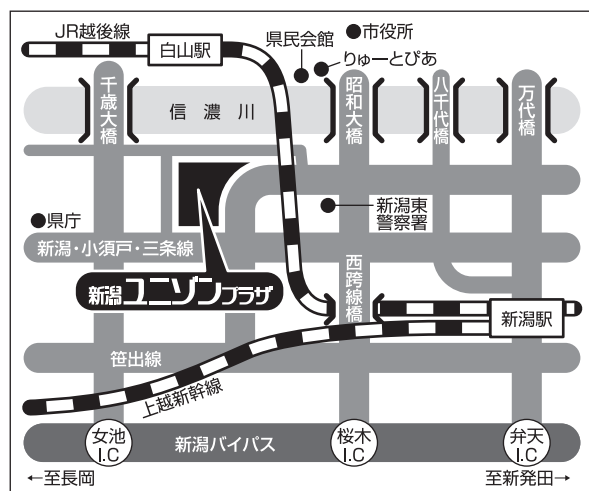 JR越後線
白山駅
県民会館
●市役所
りゅーとぴあ
千歳大橋
信濃川
昭和大橋
八千代橋
万代橋
●県庁
●新潟東
警察署
新潟・小須戸・三条線
新潟ユニゾンプラザ
西跨線橋
新潟駅
笹出線
上越新幹線
女池
I.C
新潟バイパス
桜木
I.C
弁天
I.C
←至長岡
至新発田→